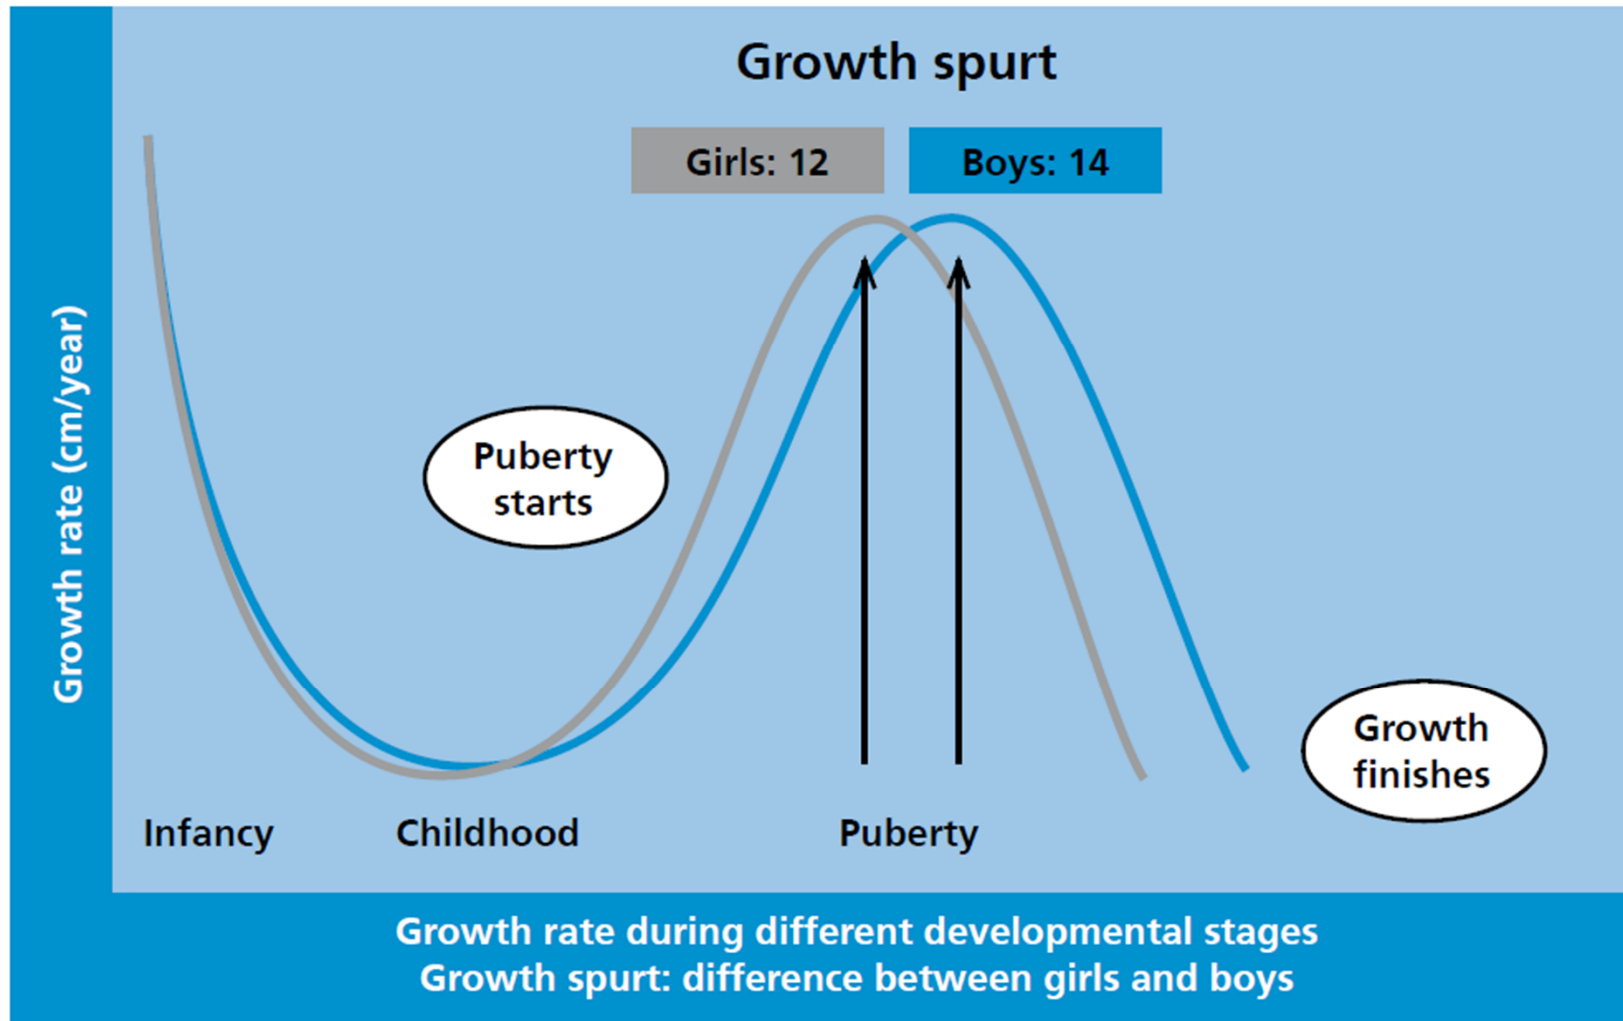 Growth spurt
Girls: 12
Boys: 14
Growth rate (cm/year)
Puberty
starts
Growth
finishes
Infancy
Childhood
Puberty
Growth rate during different developmental stages
Growth spurt: difference between girls and boys